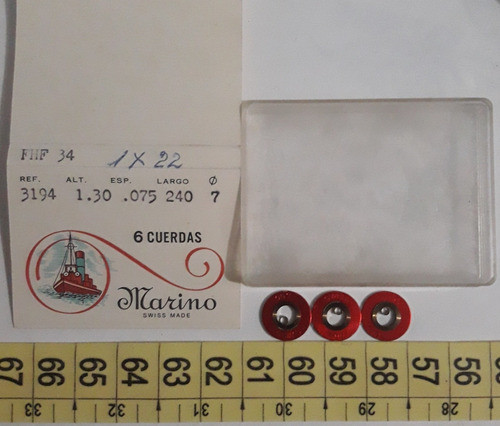 FHF 34 1 X 22
REF. ALT. ESP. LARGO Ø
3194 1.30 .075 240 7
6 CUERDAS
Marino
SWISS MADE
67 66 65 64 63 62 61 60 59 58 57 56
33 32 31 30 29 28